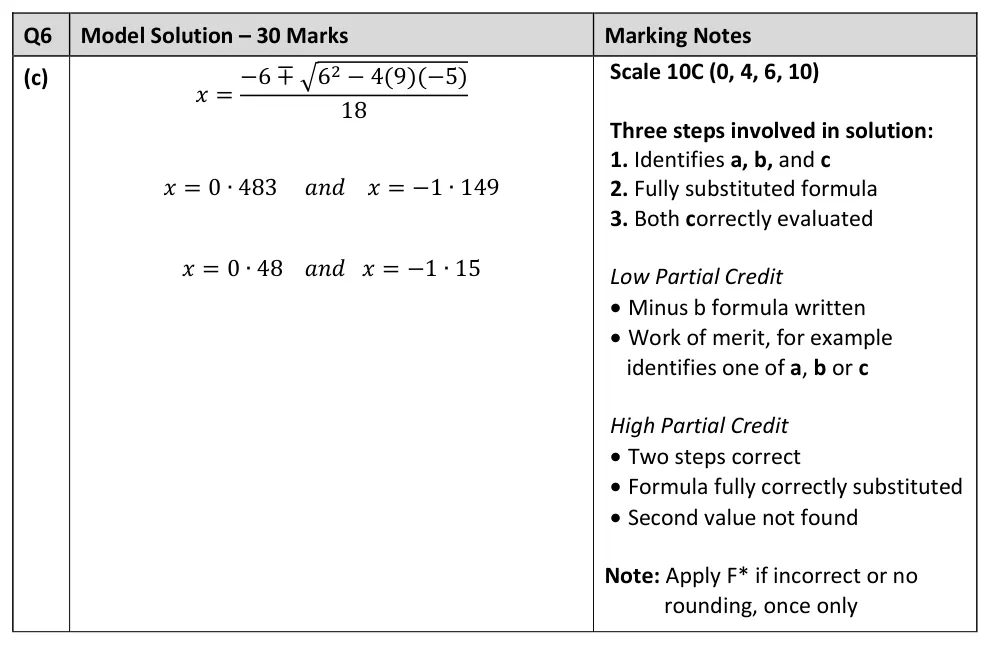 Q6 Model Solution – 30 Marks Marking Notes
(c)
x = (−6 ∓ √(6² − 4(9)(−5))) / 18
x = 0 · 483 and x = −1 · 149
x = 0 · 48 and x = −1 · 15
Scale 10C (0, 4, 6, 10)
Three steps involved in solution:
1. Identifies a, b, and c
2. Fully substituted formula
3. Both correctly evaluated
Low Partial Credit
• Minus b formula written
• Work of merit, for example
identifies one of a, b or c
High Partial Credit
• Two steps correct
• Formula fully correctly substituted
• Second value not found
Note: Apply F* if incorrect or no
rounding, once only